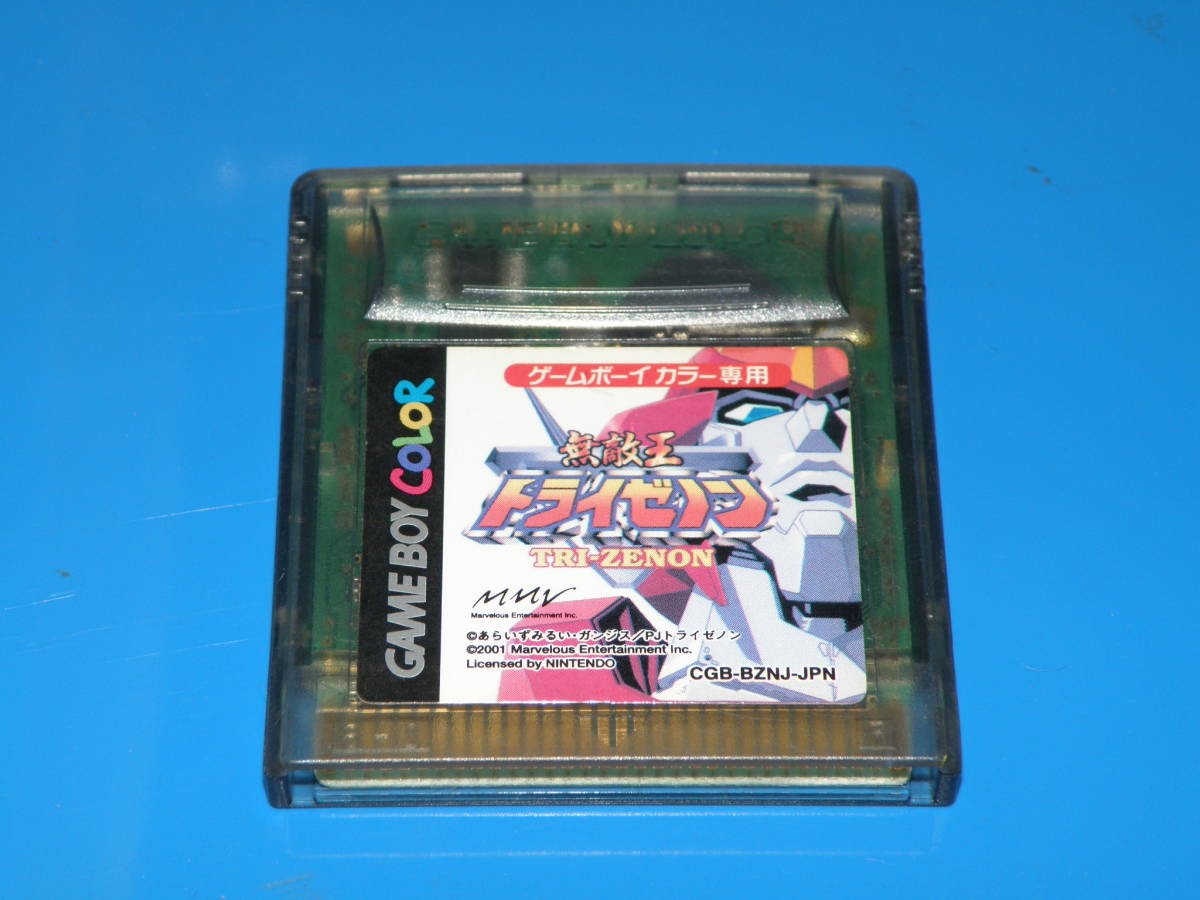 GAME BOY COLOR
ゲームボーイ カラー専用
無敵王
トライゼノン
TRI-ZENON
MMV
Marvelous Entertainment Inc.
©あらいずみるい・ガンジス/PJトライゼノン
©2001 Marvelous Entertainment Inc.
Licensed by NINTENDO
CGB-BZNJ-JPN